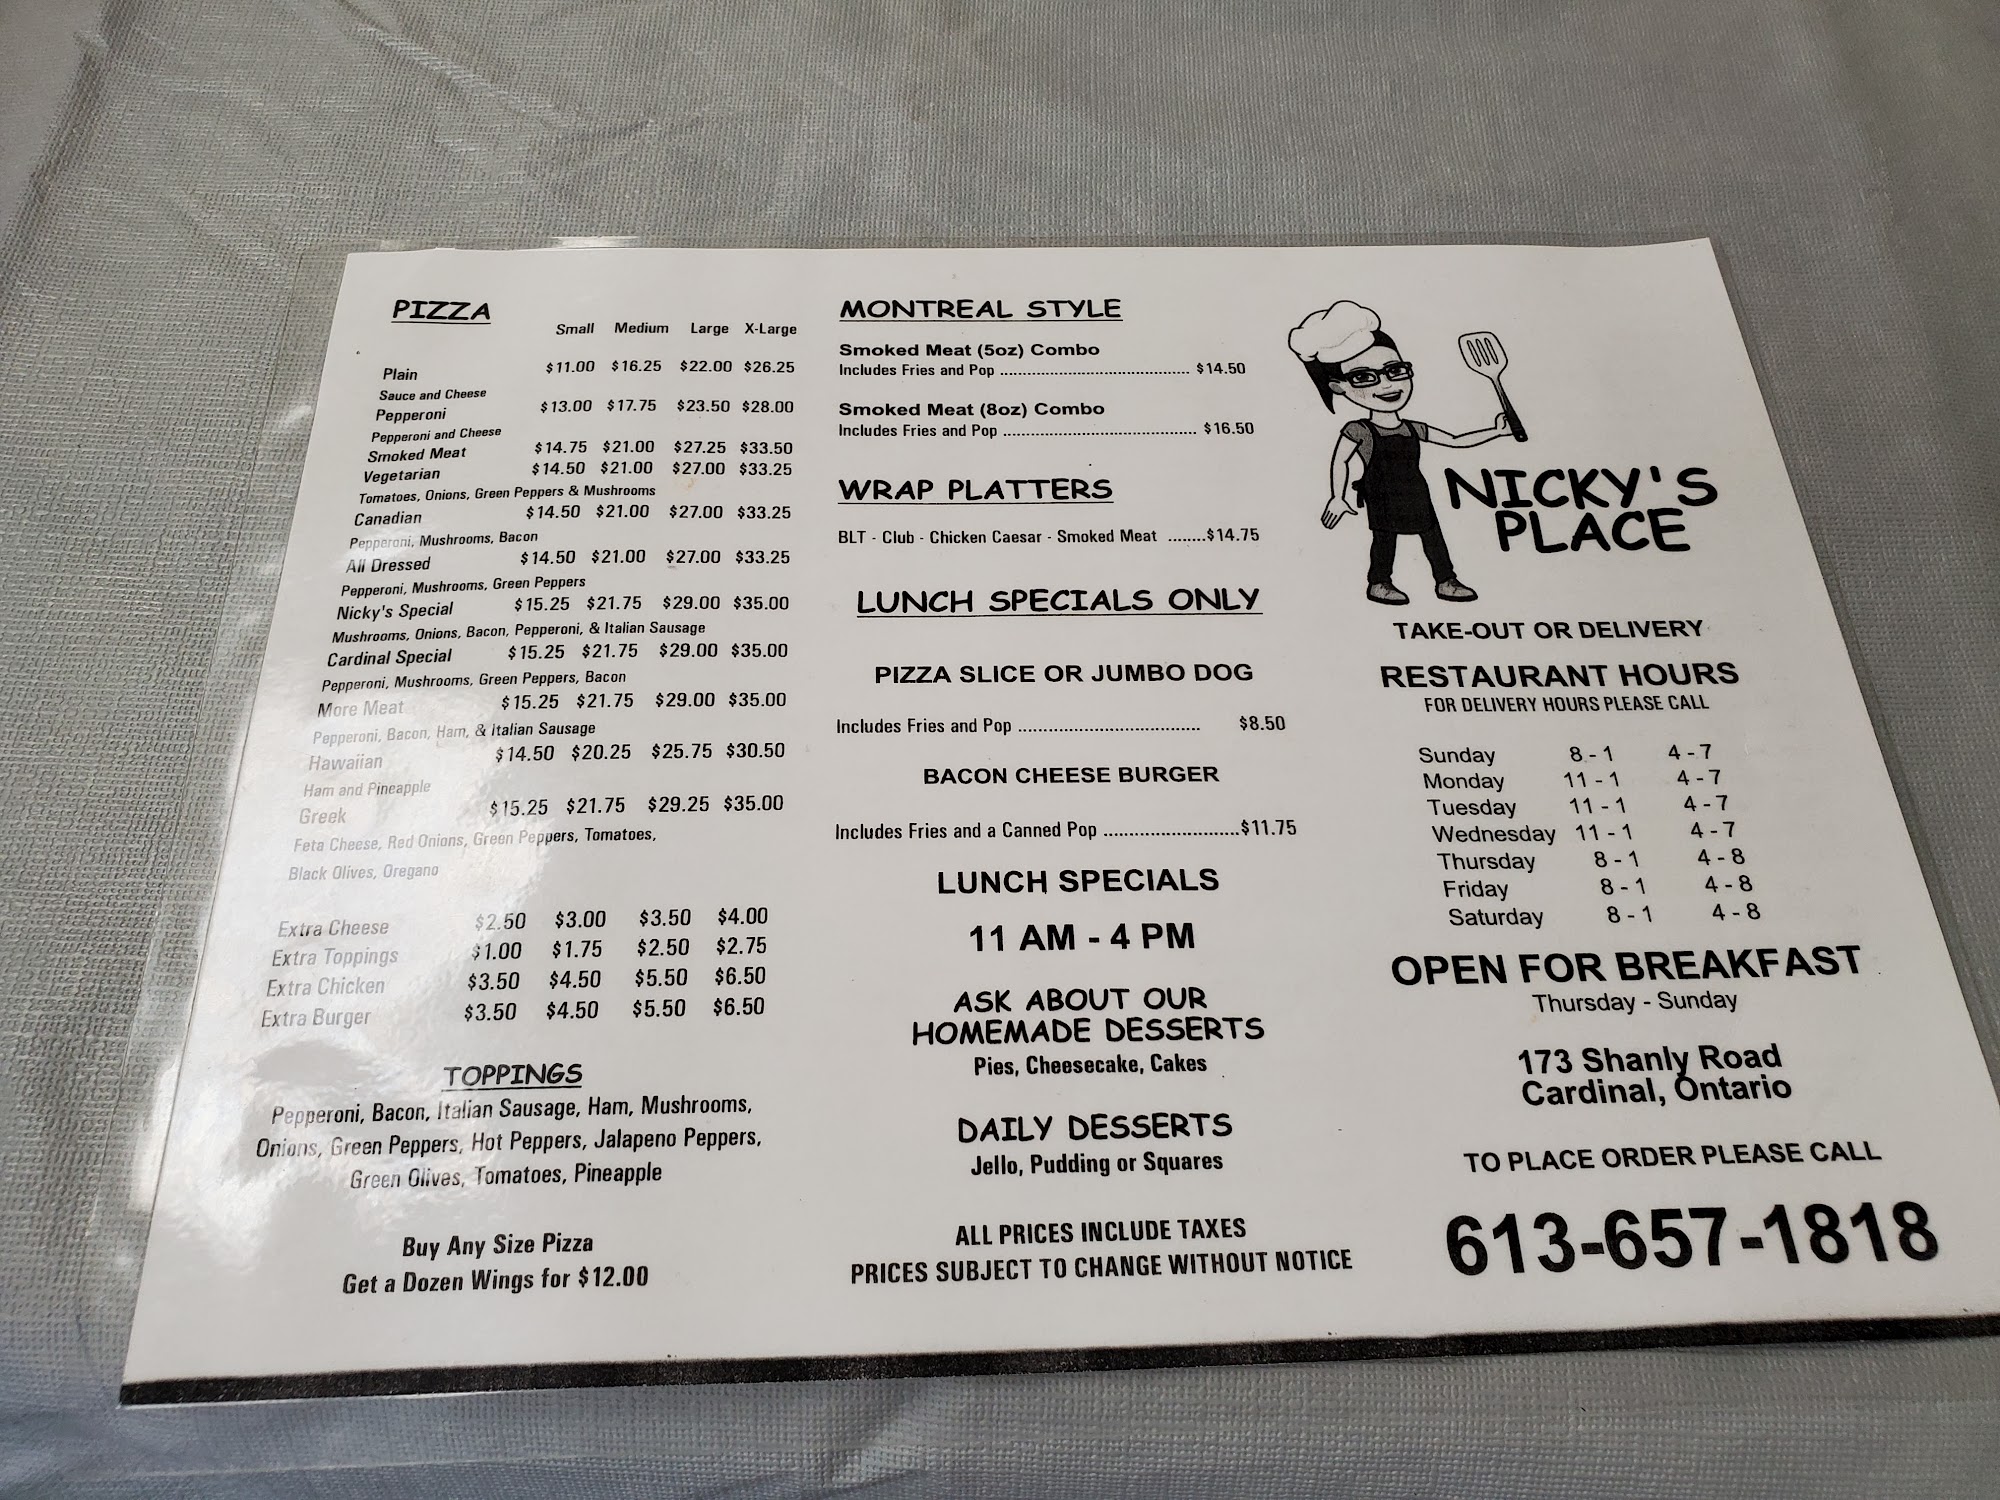 PIZZA
Small Medium Large X-Large
Plain $11.00 $16.25 $22.00 $26.25
Sauce and Cheese
Pepperoni $13.00 $17.75 $23.50 $28.00
Pepperoni and Cheese
Smoked Meat $14.75 $21.00 $27.25 $33.50
Vegetarian $14.50 $21.00 $27.00 $33.25
Tomatoes, Onions, Green Peppers & Mushrooms
Canadian $14.50 $21.00 $27.00 $33.25
Pepperoni, Mushrooms, Bacon
All Dressed $14.50 $21.00 $27.00 $33.25
Pepperoni, Mushrooms, Green Peppers
Nicky's Special $15.25 $21.75 $29.00 $35.00
Mushrooms, Onions, Bacon, Pepperoni, & Italian Sausage
Cardinal Special $15.25 $21.75 $29.00 $35.00
Pepperoni, Mushrooms, Green Peppers, Bacon
More Meat $15.25 $21.75 $29.00 $35.00
Pepperoni, Bacon, Ham, & Italian Sausage
Hawaiian $14.50 $20.25 $25.75 $30.50
Ham and Pineapple
Greek $15.25 $21.75 $29.25 $35.00
Feta Cheese, Red Onions, Green Peppers, Tomatoes,
Black Olives, Oregano
Extra Cheese $2.50 $3.00 $3.50 $4.00
Extra Toppings $1.00 $1.75 $2.50 $2.75
Extra Chicken $3.50 $4.50 $5.50 $6.50
Extra Burger $3.50 $4.50 $5.50 $6.50
TOPPINGS
Pepperoni, Bacon, Italian Sausage, Ham, Mushrooms,
Onions, Green Peppers, Hot Peppers, Jalapeno Peppers,
Green Olives, Tomatoes, Pineapple
Buy Any Size Pizza
Get a Dozen Wings for $12.00
MONTREAL STYLE
Smoked Meat (5oz) Combo
Includes Fries and Pop ........................................ $14.50
Smoked Meat (8oz) Combo
Includes Fries and Pop ........................................ $16.50
WRAP PLATTERS
BLT - Club - Chicken Caesar - Smoked Meat ........$14.75
LUNCH SPECIALS ONLY
PIZZA SLICE OR JUMBO DOG
Includes Fries and Pop ................................... $8.50
BACON CHEESE BURGER
Includes Fries and a Canned Pop ..........................$11.75
LUNCH SPECIALS
11 AM - 4 PM
ASK ABOUT OUR
HOMEMADE DESSERTS
Pies, Cheesecake, Cakes
DAILY DESSERTS
Jello, Pudding or Squares
ALL PRICES INCLUDE TAXES
PRICES SUBJECT TO CHANGE WITHOUT NOTICE
NICKY'S
PLACE
TAKE-OUT OR DELIVERY
RESTAURANT HOURS
FOR DELIVERY HOURS PLEASE CALL
Sunday 8 - 1 4 - 7
Monday 11 - 1 4 - 7
Tuesday 11 - 1 4 - 7
Wednesday 11 - 1 4 - 7
Thursday 8 - 1 4 - 8
Friday 8 - 1 4 - 8
Saturday 8 - 1 4 - 8
OPEN FOR BREAKFAST
Thursday - Sunday
173 Shanly Road
Cardinal, Ontario
TO PLACE ORDER PLEASE CALL
613-657-1818